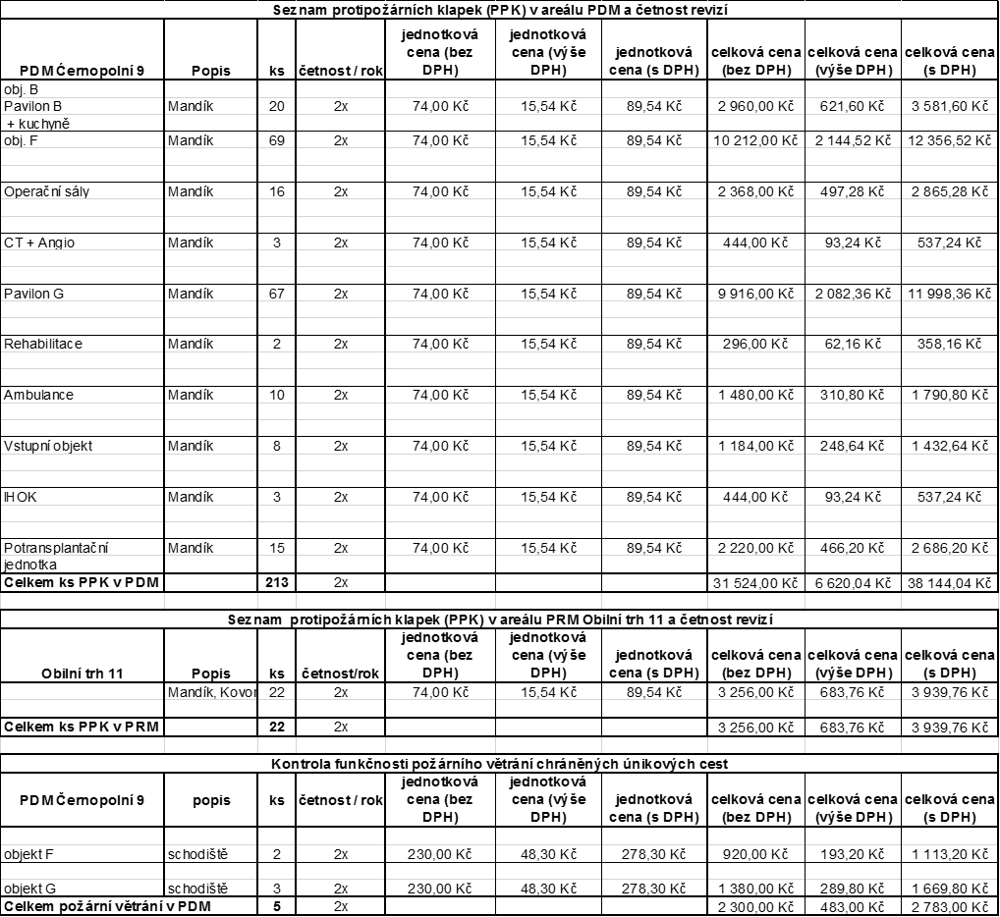 Seznam protipožárních klapek (PPK) v areálu PDM a četnost revizí
PDM Černopolní 9 Popis ks četnost / rok jednotková cena (bez DPH) jednotková cena (výše DPH) jednotková cena (s DPH) celková cena (bez DPH) celková cena (výše DPH) celková cena (s DPH)
obj. B
Pavilon B Mandík 20 2x 74,00 Kč 15,54 Kč 89,54 Kč 2 960,00 Kč 621,60 Kč 3 581,60 Kč
+ kuchyně
obj. F Mandík 69 2x 74,00 Kč 15,54 Kč 89,54 Kč 10 212,00 Kč 2 144,52 Kč 12 356,52 Kč
Operační sály Mandík 16 2x 74,00 Kč 15,54 Kč 89,54 Kč 2 368,00 Kč 497,28 Kč 2 865,28 Kč
CT + Angio Mandík 3 2x 74,00 Kč 15,54 Kč 89,54 Kč 444,00 Kč 93,24 Kč 537,24 Kč
Pavilon G Mandík 67 2x 74,00 Kč 15,54 Kč 89,54 Kč 9 916,00 Kč 2 082,36 Kč 11 998,36 Kč
Rehabilitace Mandík 2 2x 74,00 Kč 15,54 Kč 89,54 Kč 296,00 Kč 62,16 Kč 358,16 Kč
Ambulance Mandík 10 2x 74,00 Kč 15,54 Kč 89,54 Kč 1 480,00 Kč 310,80 Kč 1 790,80 Kč
Vstupní objekt Mandík 8 2x 74,00 Kč 15,54 Kč 89,54 Kč 1 184,00 Kč 248,64 Kč 1 432,64 Kč
IHOK Mandík 3 2x 74,00 Kč 15,54 Kč 89,54 Kč 444,00 Kč 93,24 Kč 537,24 Kč
Potransplantační Mandík 15 2x 74,00 Kč 15,54 Kč 89,54 Kč 2 220,00 Kč 466,20 Kč 2 686,20 Kč
jednotka
Celkem ks PPK v PDM 213 2x 31 524,00 Kč 6 620,04 Kč 38 144,04 Kč
Seznam protipožárních klapek (PPK) v areálu PRM Obilní trh 11 a četnost revizí
Obilní trh 11 Popis ks četnost/rok jednotková cena (bez DPH) jednotková cena (výše DPH) jednotková cena (s DPH) celková cena (bez DPH) celková cena (výše DPH) celková cena (s DPH)
Mandík, Kovor 22 2x 74,00 Kč 15,54 Kč 89,54 Kč 3 256,00 Kč 683,76 Kč 3 939,76 Kč
Celkem ks PPK v PRM 22 2x 3 256,00 Kč 683,76 Kč 3 939,76 Kč
Kontrola funkčnosti požárního větrání chráněných únikových cest
PDM Černopolní 9 popis ks četnost / rok jednotková cena (bez DPH) jednotková cena (výše DPH) jednotková cena (s DPH) celková cena (bez DPH) celková cena (výše DPH) celková cena (s DPH)
objekt F schodiště 2 2x 230,00 Kč 48,30 Kč 278,30 Kč 920,00 Kč 193,20 Kč 1 113,20 Kč
objekt G schodiště 3 2x 230,00 Kč 48,30 Kč 278,30 Kč 1 380,00 Kč 289,80 Kč 1 669,80 Kč
Celkem požární větrání v PDM 5 2x 2 300,00 Kč 483,00 Kč 2 783,00 Kč